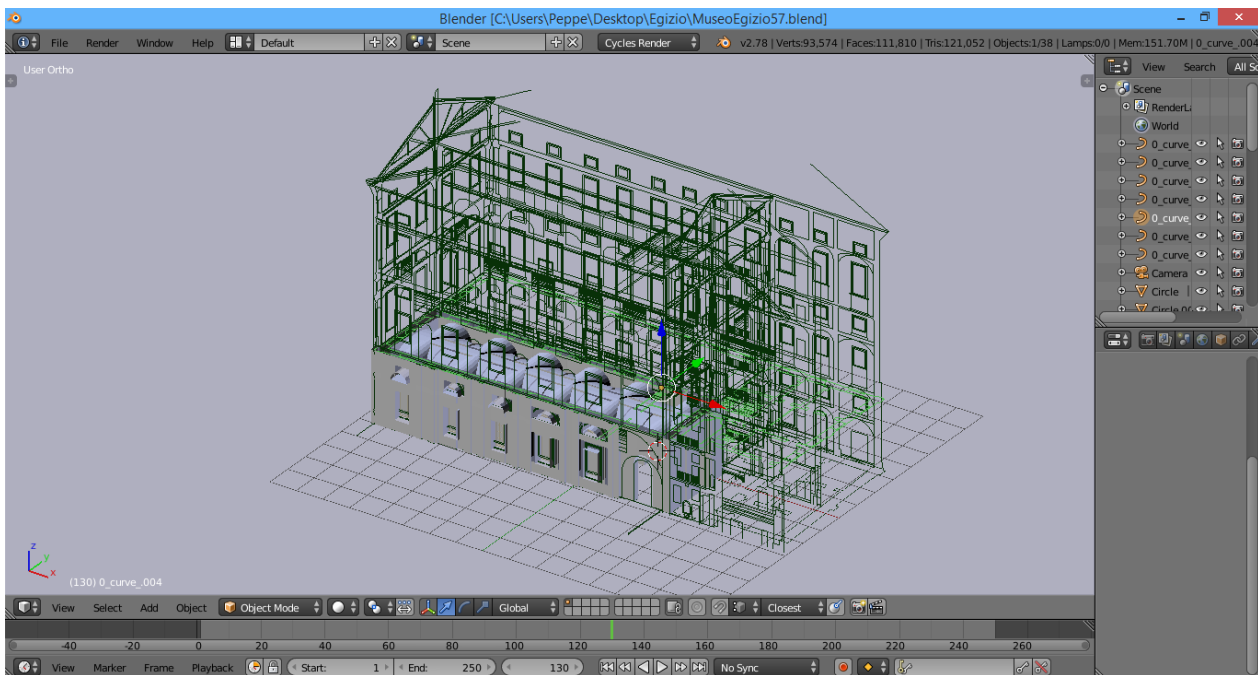 Blender [C:\Users\Peppe\Desktop\Egizio\MuseoEgizio57.blend]
File Render Window Help Default Scene Cycles Render v2.78 | Verts:93,574 | Faces:111,810 | Tris:121,052 | Objects:1/38 | Lamps:0/0 | Mem:151.70M | 0_curve_.004
User Ortho
View Search All Sc
Scene
RenderL
World
0_curve_
0_curve_
0_curve_
0_curve_
0_curve_
0_curve_
0_curve_
Camera
Circle
z
y
x
(130) 0_curve_.004
View Select Add Object Object Mode Global Closest
-40 -20 0 20 40 60 80 100 120 140 160 180 200 220 240 260
View Marker Frame Playback Start: 1 End: 250 130 No Sync